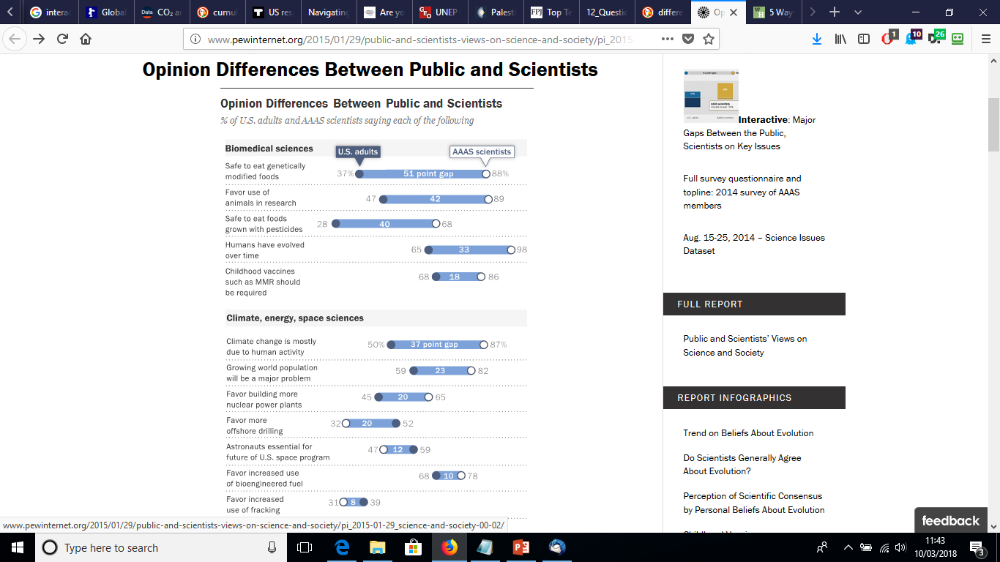 interac
Global
Data CO₂ ar
cumul
US res
Navigating
Are yo
UNEP
Palesti
FPJ Top Te
12_Questic
differe
Op
5 Way
www.pewinternet.org/2015/01/29/public-and-scientists-views-on-science-and-society/pi_2015
1
10
26
Opinion Differences Between Public and Scientists
Opinion Differences Between Public and Scientists
% of U.S. adults and AAAS scientists saying each of the following
Biomedical sciences
U.S. adults
AAAS scientists
Safe to eat genetically
modified foods
37% 51 point gap 88%
Favor use of
animals in research
47 42 89
Safe to eat foods
grown with pesticides
28 40 68
Humans have evolved
over time
65 33 98
Childhood vaccines
such as MMR should
be required
68 18 86
Climate, energy, space sciences
Climate change is mostly
due to human activity
50% 37 point gap 87%
Growing world population
will be a major problem
59 23 82
Favor building more
nuclear power plants
45 20 65
Favor more
offshore drilling
32 20 52
Astronauts essential for
future of U.S. space program
47 12 59
Favor increased use
of bioengineered fuel
68 10 78
Favor increased
use of fracking
31 8 39
Interactive: Major
Gaps Between the Public,
Scientists on Key Issues
Full survey questionnaire and
topline: 2014 survey of AAAS
members
Aug. 15-25, 2014 – Science Issues
Dataset
FULL REPORT
Public and Scientists' Views on
Science and Society
REPORT INFOGRAPHICS
Trend on Beliefs About Evolution
Do Scientists Generally Agree
About Evolution?
Perception of Scientific Consensus
by Personal Beliefs About Evolution
feedback
www.pewinternet.org/2015/01/29/public-and-scientists-views-on-science-and-society/pi_2015-01-29_science-and-society-00-02/
Type here to search
11:43
10/03/2018
3